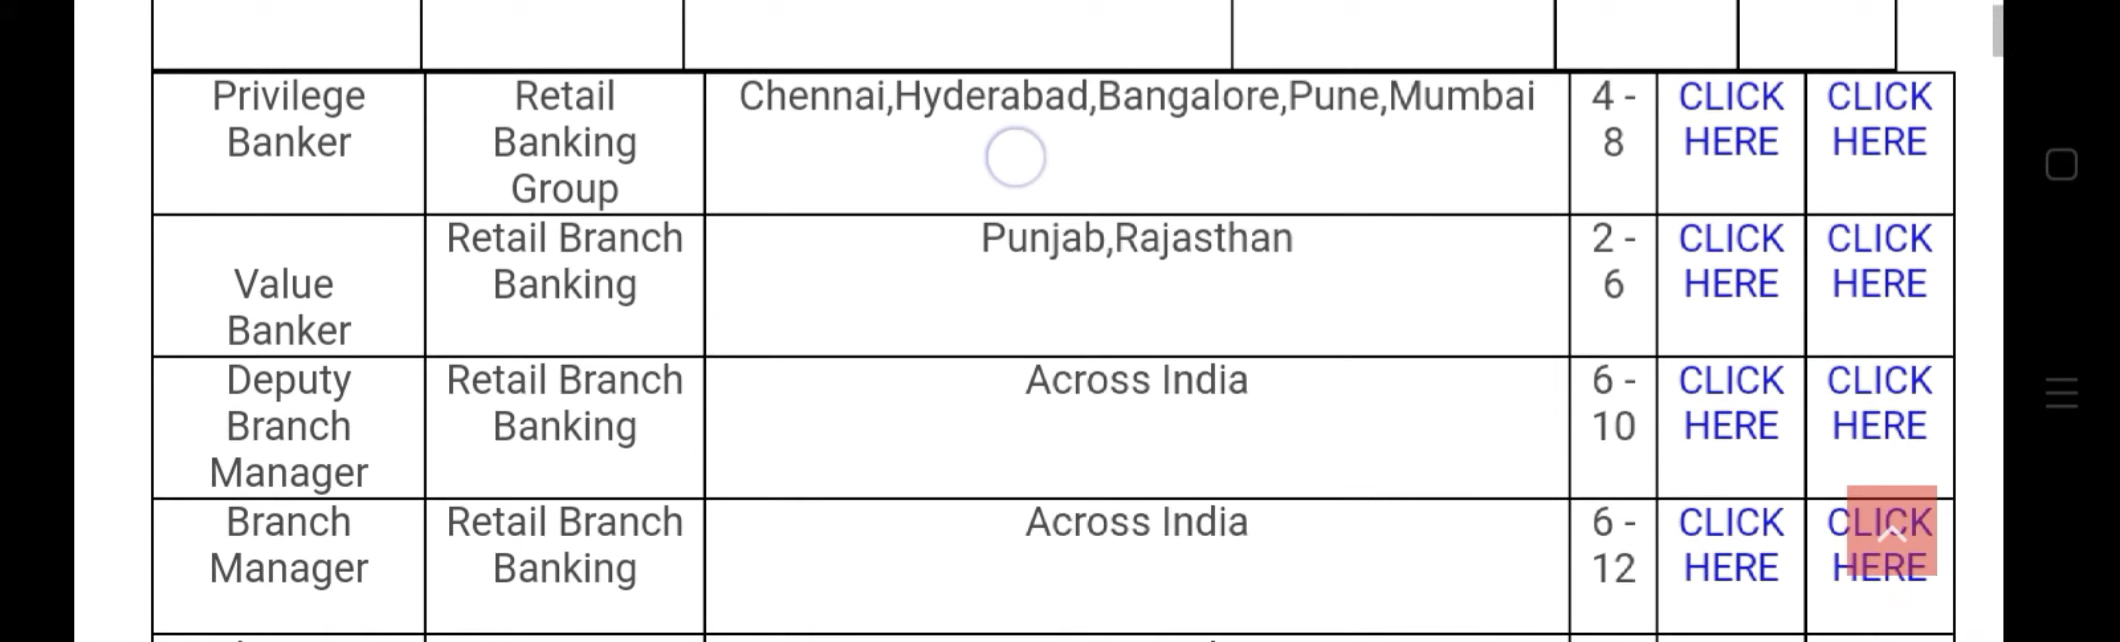 Privilege Banker
Retail Banking Group
Chennai,Hyderabad,Bangalore,Pune,Mumbai
4 - 8
CLICK HERE
CLICK HERE
Value Banker
Retail Branch Banking
Punjab,Rajasthan
2 - 6
CLICK HERE
CLICK HERE
Deputy Branch Manager
Retail Branch Banking
Across India
6 - 10
CLICK HERE
CLICK HERE
Branch Manager
Retail Branch Banking
Across India
6 - 12
CLICK HERE
CLICK HERE